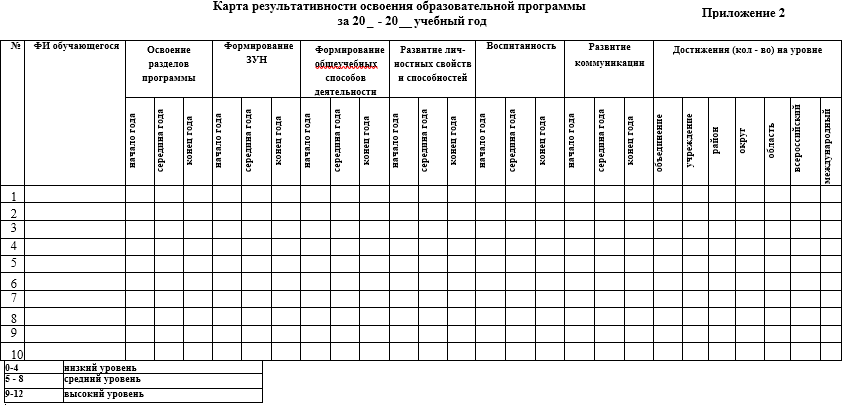 Карта результативности освоения образовательной программы
за 20_ - 20__ учебный год
Приложение 2
№
ФИ обучающегося
Освоение
разделов
программы
Формирование
ЗУН
Формирование
общеучебных
способов
деятельности
Развитие лич-
ностных свойств
и способностей
Воспитанность
Развитие
коммуникации
Достижения (кол - во) на уровне
начало года
середина года
конец года
начало года
середина года
конец года
начало года
середина года
конец года
начало года
середина года
конец года
начало года
середина года
конец года
начало года
середина года
конец года
объединение
учреждение
район
округ
область
всероссийский
международный
1
2
3
4
5
6
7
8
9
10
0-4 низкий уровень
5 - 8 средний уровень
9-12 высокий уровень